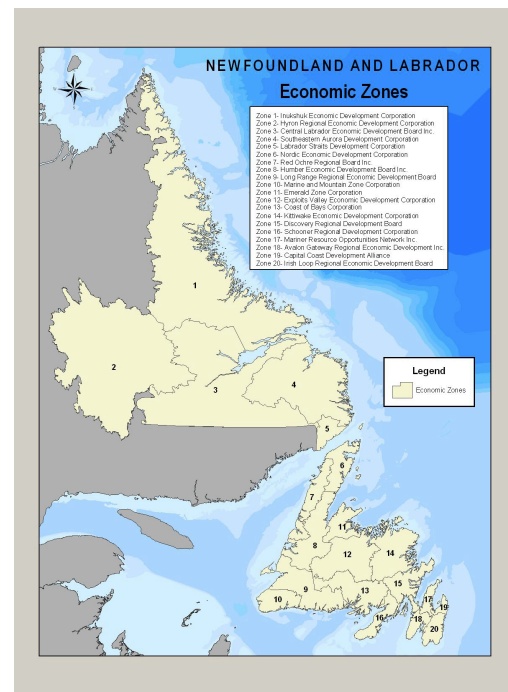 NEWFOUNDLAND AND LABRADOR
Economic Zones
Zone 1- Inukshuk Economic Development Corporation
Zone 2- Hyron Regional Economic Development Corporation
Zone 3- Central Labrador Economic Development Board Inc.
Zone 4- Southeastern Aurora Development Corporation
Zone 5- Labrador Straits Development Corporation
Zone 6- Nordic Economic Development Corporation
Zone 7- Red Ochre Regional Board Inc.
Zone 8- Humber Economic Development Board Inc.
Zone 9- Long Range Regional Economic Development Board
Zone 10- Marine and Mountain Zone Corporation
Zone 11- Emerald Zone Corporation
Zone 12- Exploits Valley Economic Development Corporation
Zone 13- Coast of Bays Corporation
Zone 14- Kittiwake Economic Development Corporation
Zone 15- Discovery Regional Development Board
Zone 16- Schooner Regional Development Corporation
Zone 17- Mariner Resource Opportunities Network Inc.
Zone 18- Avalon Gateway Regional Economic Development Inc.
Zone 19- Capital Coast Development Alliance
Zone 20- Irish Loop Regional Economic Development Board
1
2
3
4
Legend
Economic Zones
5
6
7
11
8
12
14
15
9
13
10
17
19
16
18
20